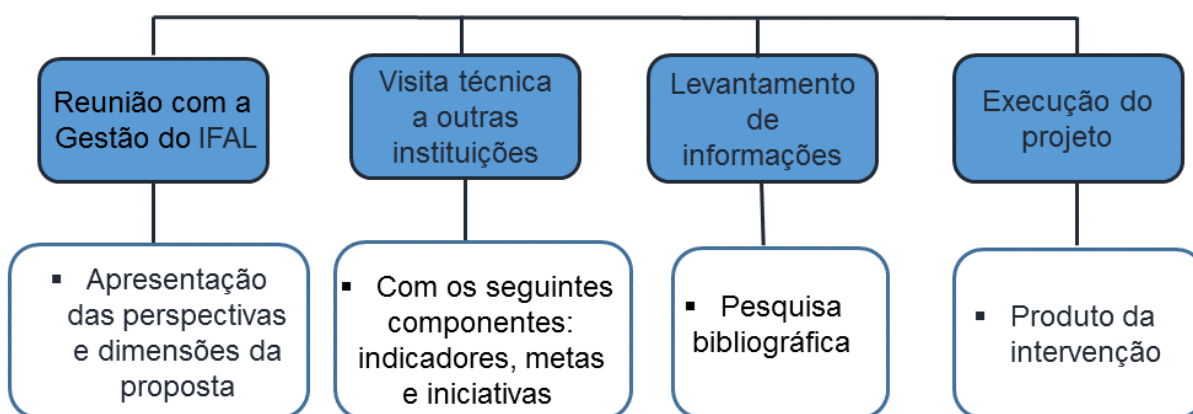 Reunião com a
Gestão do IFAL
Visita técnica
a outras
instituições
Levantamento
de
informações
Execução do
projeto
▪ Apresentação
das perspectivas
e dimensões da
proposta
▪ Com os seguintes
componentes:
indicadores, metas
e iniciativas
▪ Pesquisa
bibliográfica
▪ Produto da
intervenção